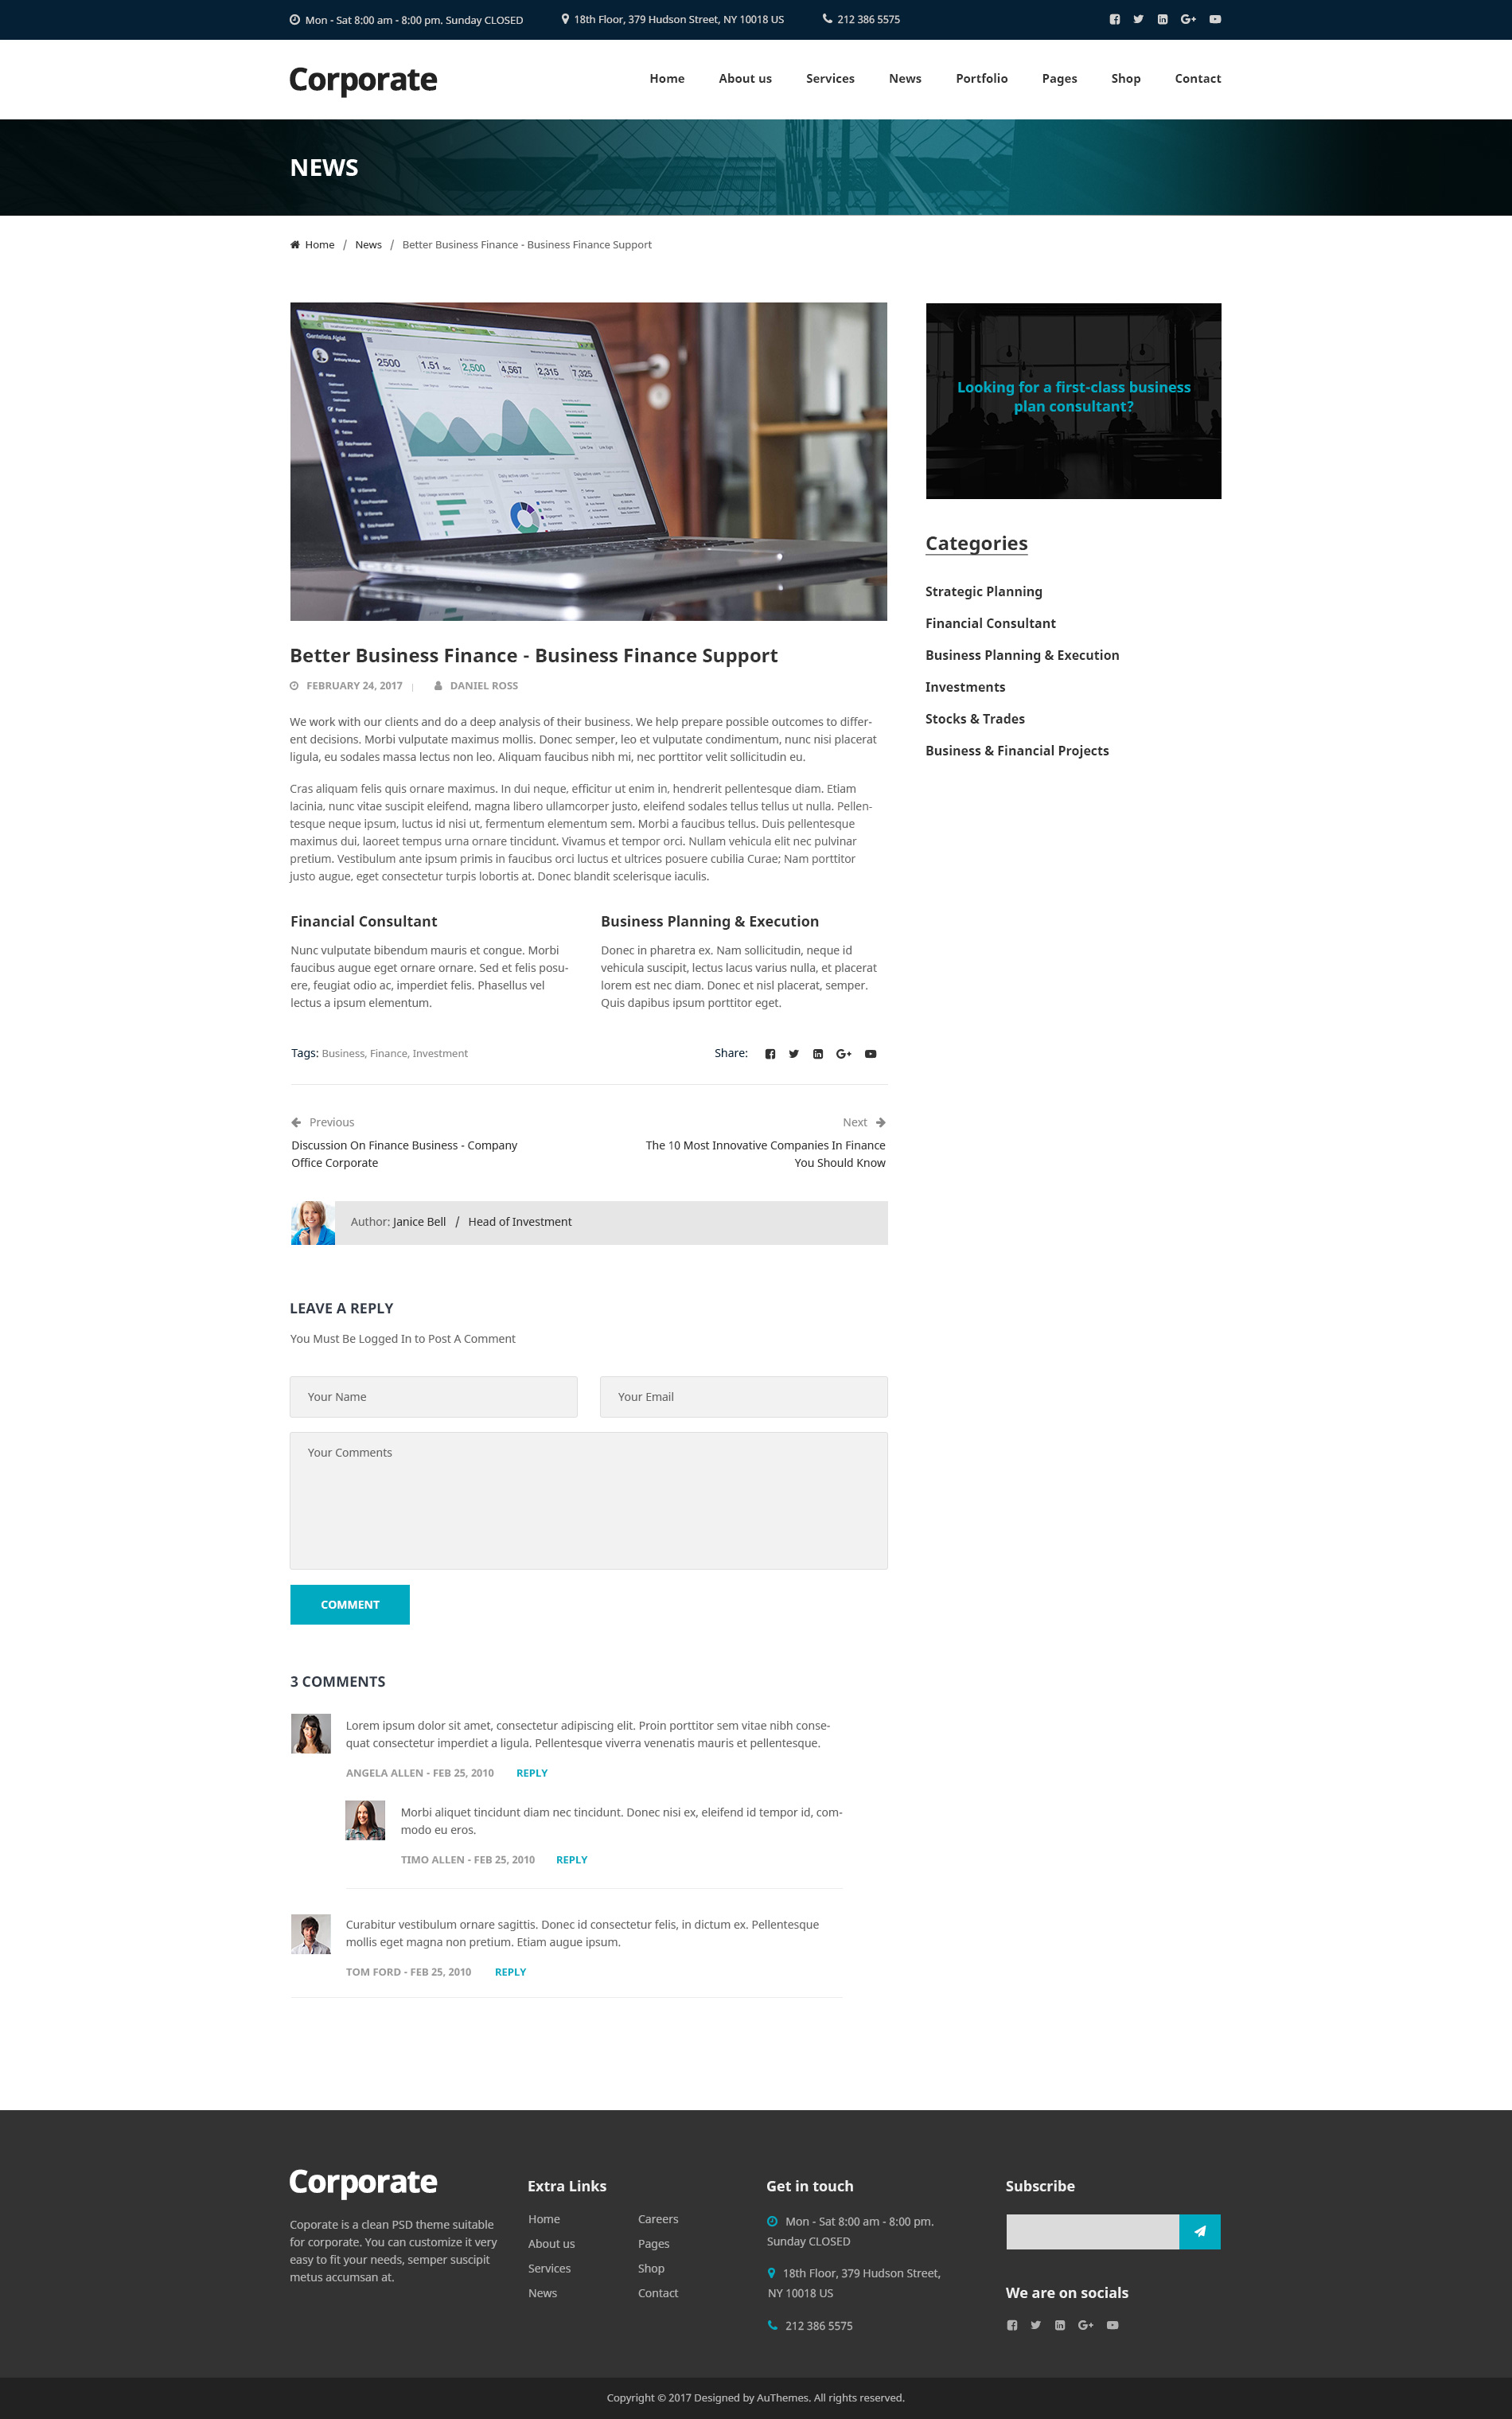 Mon - Sat 8:00 am - 8:00 pm. Sunday CLOSED
18th Floor, 379 Hudson Street, NY 10018 US
212 386 5575
Corporate
Home
About us
Services
News
Portfolio
Pages
Shop
Contact
NEWS
Home / News / Better Business Finance - Business Finance Support
Gentelella Alela!
2500
1.51
2,500
4,567
2,315
7,325
Looking for a first-class business
plan consultant?
Better Business Finance - Business Finance Support
FEBRUARY 24, 2017 | DANIEL ROSS
We work with our clients and do a deep analysis of their business. We help prepare possible outcomes to differ-
ent decisions. Morbi vulputate maximus mollis. Donec semper, leo et vulputate condimentum, nunc nisi placerat
ligula, eu sodales massa lectus non leo. Aliquam faucibus nibh mi, nec porttitor velit sollicitudin eu.
Cras aliquam felis quis ornare maximus. In dui neque, efficitur ut enim in, hendrerit pellentesque diam. Etiam
lacinia, nunc vitae suscipit eleifend, magna libero ullamcorper justo, eleifend sodales tellus tellus ut nulla. Pellen-
tesque neque ipsum, luctus id nisi ut, fermentum elementum sem. Morbi a faucibus tellus. Duis pellentesque
maximus dui, laoreet tempus urna ornare tincidunt. Vivamus et tempor orci. Nullam vehicula elit nec pulvinar
pretium. Vestibulum ante ipsum primis in faucibus orci luctus et ultrices posuere cubilia Curae; Nam porttitor
justo augue, eget consectetur turpis lobortis at. Donec blandit scelerisque iaculis.
Financial Consultant
Nunc vulputate bibendum mauris et congue. Morbi
faucibus augue eget ornare ornare. Sed et felis posu-
ere, feugiat odio ac, imperdiet felis. Phasellus vel
lectus a ipsum elementum.
Business Planning & Execution
Donec in pharetra ex. Nam sollicitudin, neque id
vehicula suscipit, lectus lacus varius nulla, et placerat
lorem est nec diam. Donec et nisl placerat, semper.
Quis dapibus ipsum porttitor eget.
Tags: Business, Finance, Investment
Share:
Previous
Discussion On Finance Business - Company
Office Corporate
Next
The 10 Most Innovative Companies In Finance
You Should Know
Author: Janice Bell / Head of Investment
LEAVE A REPLY
You Must Be Logged In to Post A Comment
Your Name
Your Email
Your Comments
COMMENT
3 COMMENTS
Lorem ipsum dolor sit amet, consectetur adipiscing elit. Proin porttitor sem vitae nibh conse-
quat consectetur imperdiet a ligula. Pellentesque viverra venenatis mauris et pellentesque.
ANGELA ALLEN - FEB 25, 2010 REPLY
Morbi aliquet tincidunt diam nec tincidunt. Donec nisi ex, eleifend id tempor id, com-
modo eu eros.
TIMO ALLEN - FEB 25, 2010 REPLY
Curabitur vestibulum ornare sagittis. Donec id consectetur felis, in dictum ex. Pellentesque
mollis eget magna non pretium. Etiam augue ipsum.
TOM FORD - FEB 25, 2010 REPLY
Categories
Strategic Planning
Financial Consultant
Business Planning & Execution
Investments
Stocks & Trades
Business & Financial Projects
Corporate
Coporate is a clean PSD theme suitable
for corporate. You can customize it very
easy to fit your needs, semper suscipit
metus accumsan at.
Extra Links
Home
About us
Services
News
Careers
Pages
Shop
Contact
Get in touch
Mon - Sat 8:00 am - 8:00 pm.
Sunday CLOSED
18th Floor, 379 Hudson Street,
NY 10018 US
212 386 5575
Subscribe
We are on socials
Copyright © 2017 Designed by AuThemes. All rights reserved.